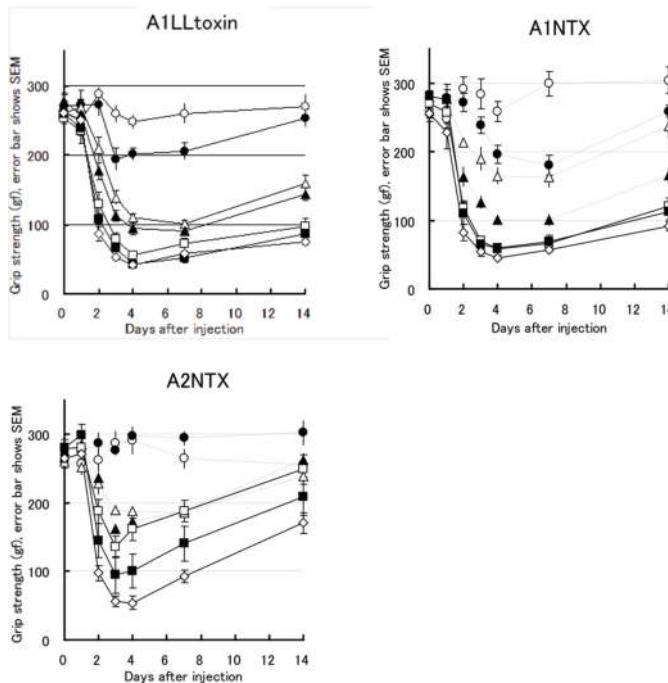 A1LLtoxin
Grip strength (gf), error bar shows SEM
300
200
100
0
0 2 4 6 8 10 12 14
Days after injection
A1NTX
Grip strength (gf), error bar shows SEM
300
200
100
0
0 2 4 6 8 10 12 14
Days after injection
A2NTX
Grip strength (gf), error bar shows SEM
300
200
100
0
0 2 4 6 8 10 12 14
Days after injection